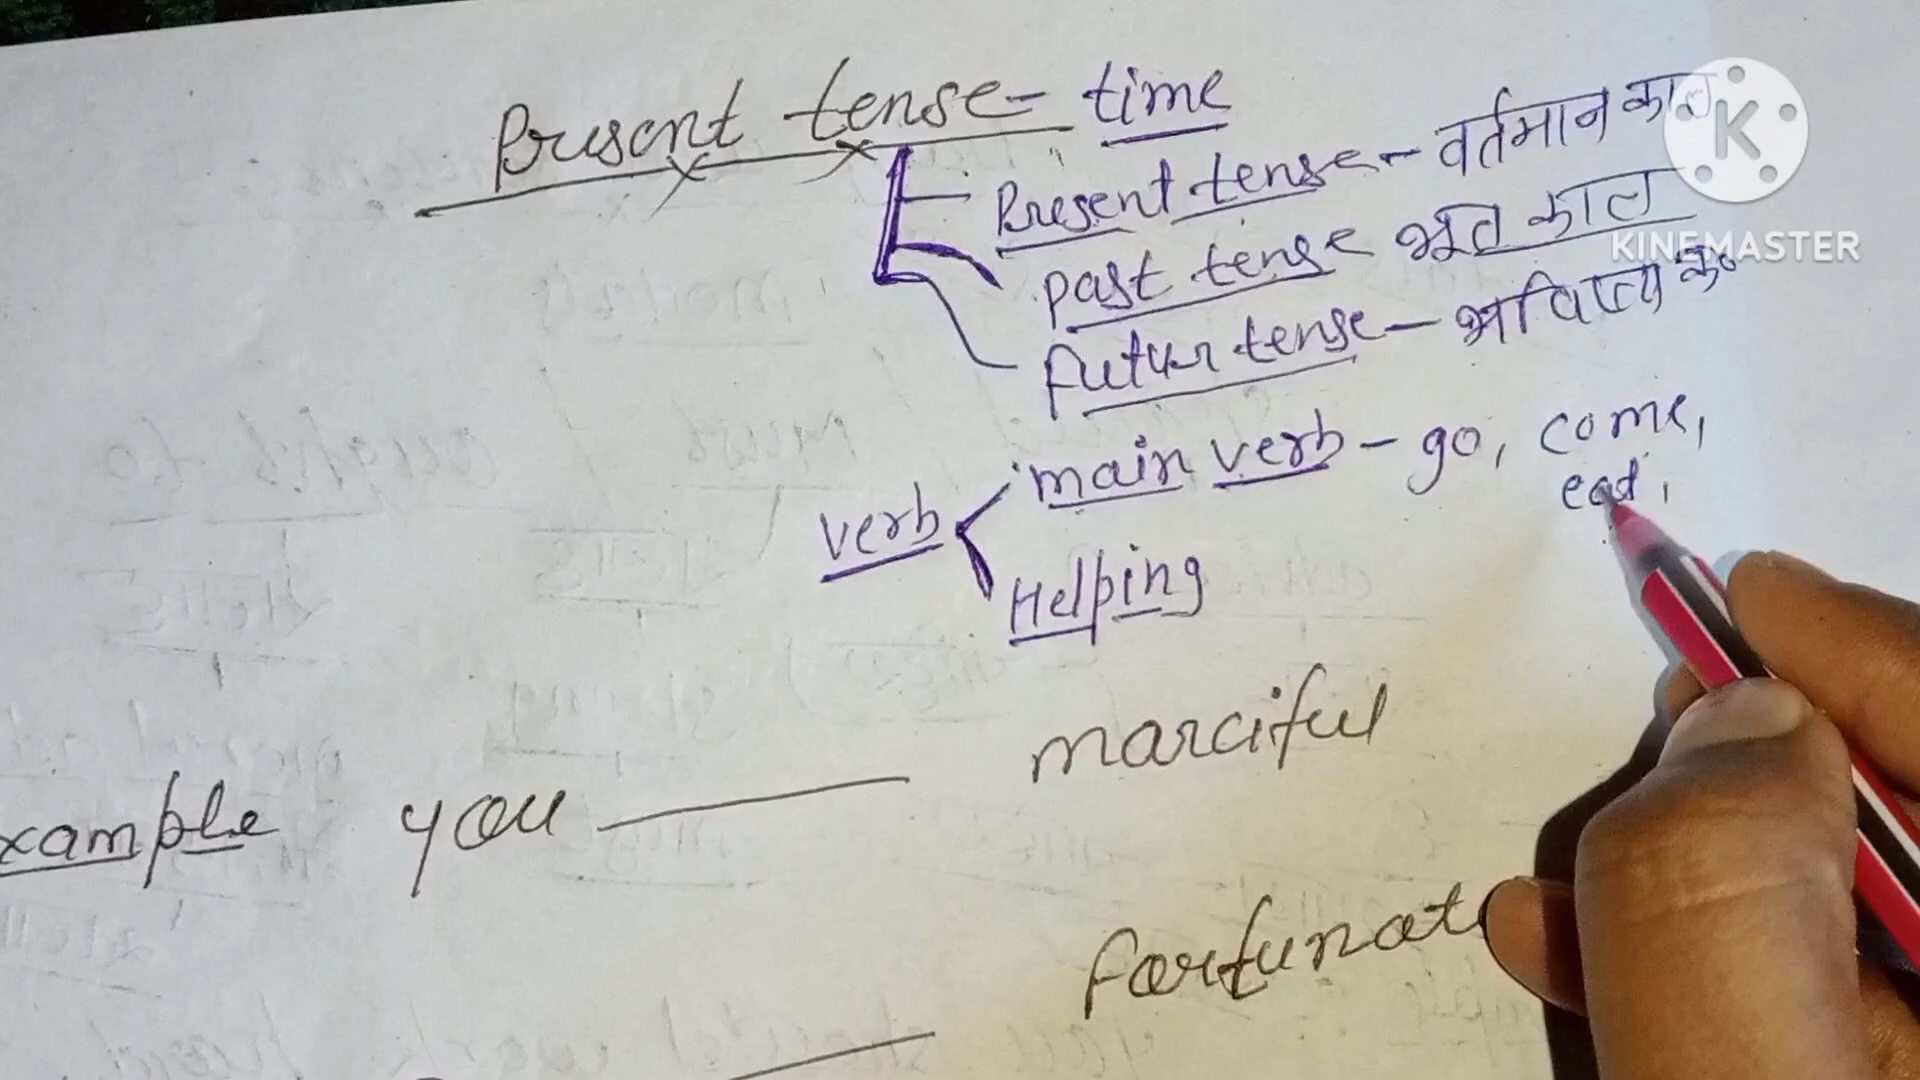 Present tense - time
Present tense - वर्तमान काल
Past tense भूत काल
Futur tense - भविष्य का०
verb
main verb - go, come,
eat,
Helping
marciful
xample you
fortunat
K
KINEMASTER